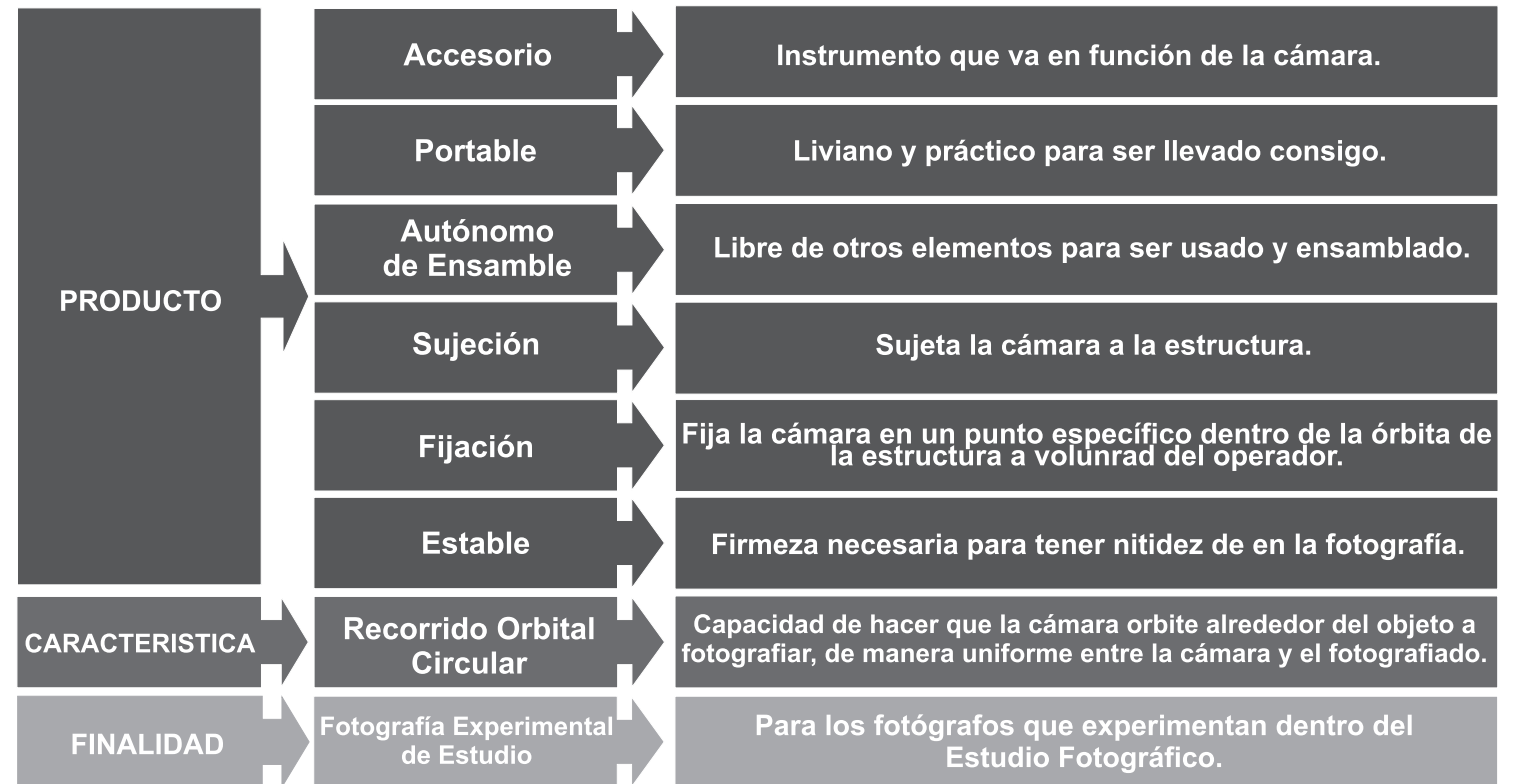 Accesorio
Instrumento que va en función de la cámara.
Portable
Liviano y práctico para ser llevado consigo.
Autónomo
de Ensamble
Libre de otros elementos para ser usado y ensamblado.
PRODUCTO
Sujeción
Sujeta la cámara a la estructura.
Fijación
Fija la cámara en un punto específico dentro de la órbita de
la estructura a volunrad del operador.
Estable
Firmeza necesaria para tener nitidez de en la fotografía.
CARACTERISTICA
Recorrido Orbital
Circular
Capacidad de hacer que la cámara orbite alrededor del objeto a
fotografiar, de manera uniforme entre la cámara y el fotografiado.
FINALIDAD
Fotografía Experimental
de Estudio
Para los fotógrafos que experimentan dentro del
Estudio Fotográfico.